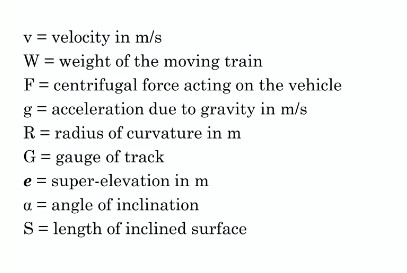 v = velocity in m/s
W = weight of the moving train
F = centrifugal force acting on the vehicle
g = acceleration due to gravity in m/s
R = radius of curvature in m
G = gauge of track
e = super-elevation in m
α = angle of inclination
S = length of inclined surface